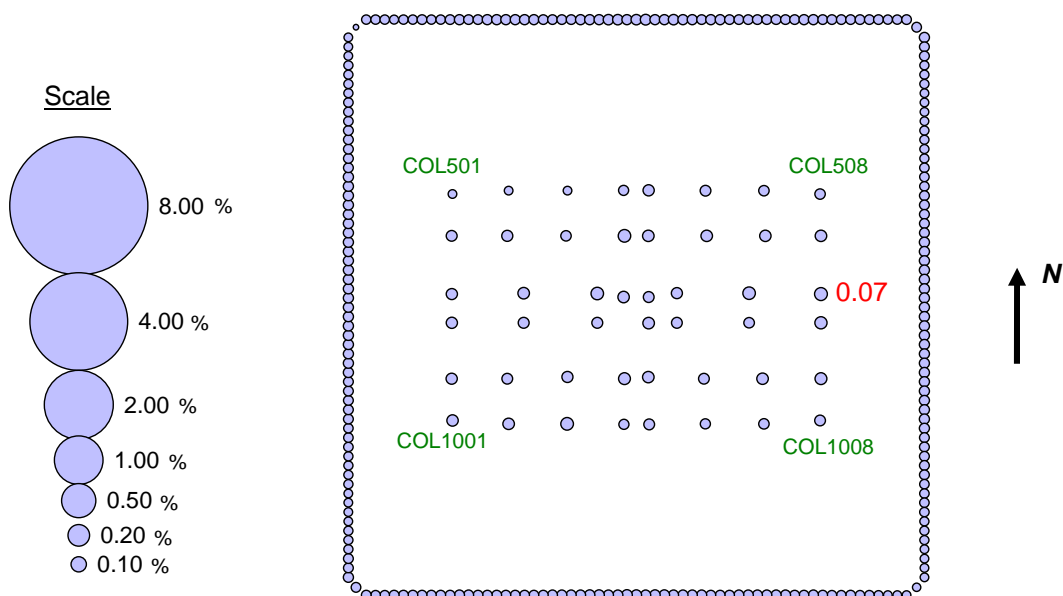 Scale
8.00 %
4.00 %
2.00 %
1.00 %
0.50 %
0.20 %
0.10 %
COL501
COL508
0.07
N
COL1001
COL1008